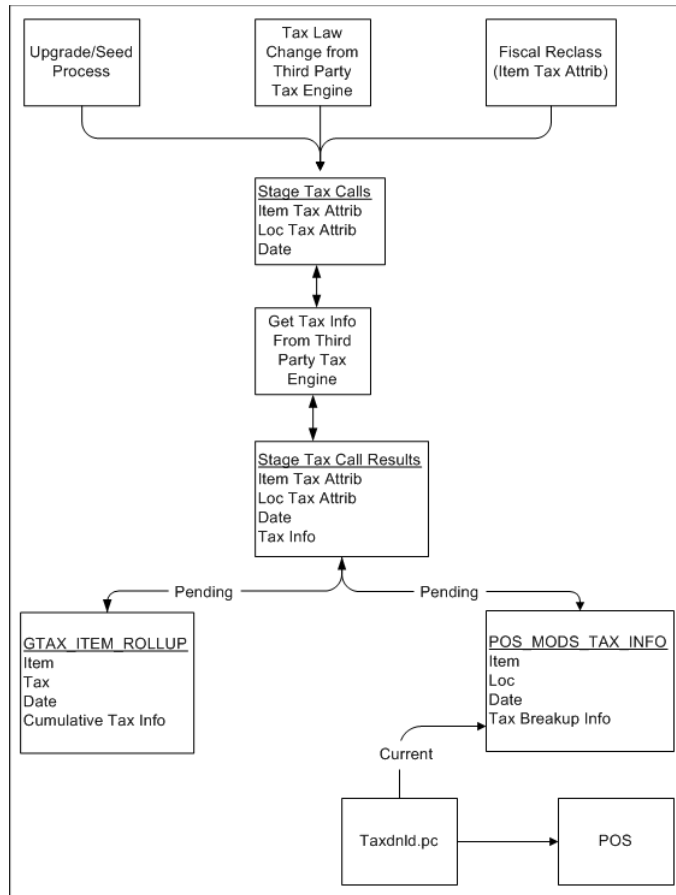 Upgrade/Seed
Process
Tax Law
Change from
Third Party
Tax Engine
Fiscal Reclass
(Item Tax Attrib)
Stage Tax Calls
Item Tax Attrib
Loc Tax Attrib
Date
Get Tax Info
From Third
Party Tax
Engine
Stage Tax Call Results
Item Tax Attrib
Loc Tax Attrib
Date
Tax Info
Pending
Pending
GTAX_ITEM_ROLLUP
Item
Tax
Date
Cumulative Tax Info
POS_MODS_TAX_INFO
Item
Loc
Date
Tax Breakup Info
Current
Taxdnld.pc
POS